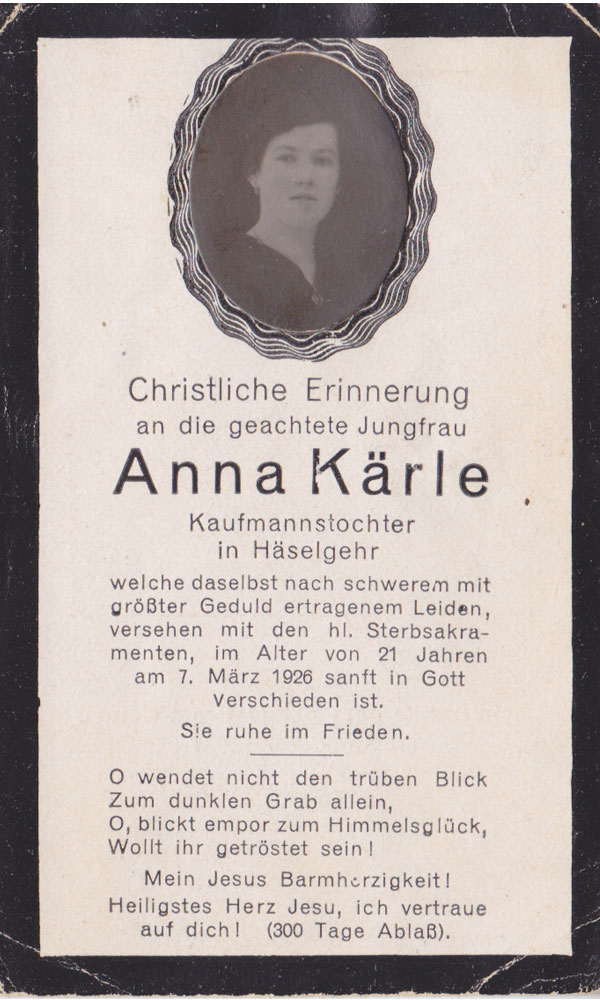 Christliche Erinnerung
an die geachtete Jungfrau
Anna Kärle
Kaufmannstochter
in Häselgehr
welche daselbst nach schwerem mit
größter Geduld ertragenem Leiden,
versehen mit den hl. Sterbsakra-
menten, im Alter von 21 Jahren
am 7. März 1926 sanft in Gott
verschieden ist.
Sie ruhe im Frieden.
O wendet nicht den trüben Blick
Zum dunklen Grab allein,
O, blickt empor zum Himmelsglück,
Wollt ihr getröstet sein!
Mein Jesus Barmherzigkeit!
Heiligstes Herz Jesu, ich vertraue
auf dich! (300 Tage Ablaß).